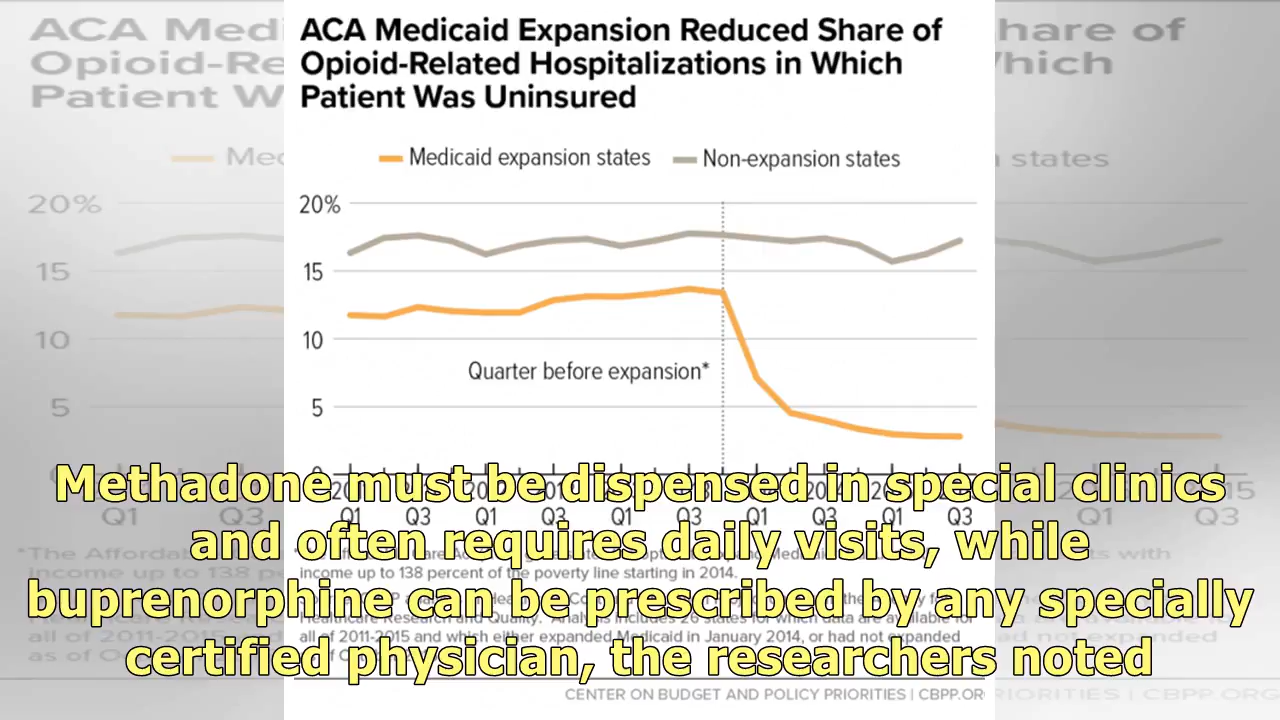 ACA Medicaid Expansion Reduced Share of
Opioid-Related Hospitalizations in Which
Patient Was Uninsured
Medicaid expansion states
Non-expansion states
20%
15
10
5
0
Quarter before expansion*
Q1 Q3 Q1 Q3 Q1 Q3 Q1 Q3 Q1 Q3
Methadone must be dispensed in special clinics
and often requires daily visits, while
buprenorphine can be prescribed by any specially
certified physician, the researchers noted
income up to 138 percent of the poverty line starting in 2014.
Healthcare Research and Quality. Analysis includes 26 states for which data are available for
all of 2011-2015 and which either expanded Medicaid in January 2014, or had not expanded
CENTER ON BUDGET AND POLICY PRIORITIES | CBPP.OR